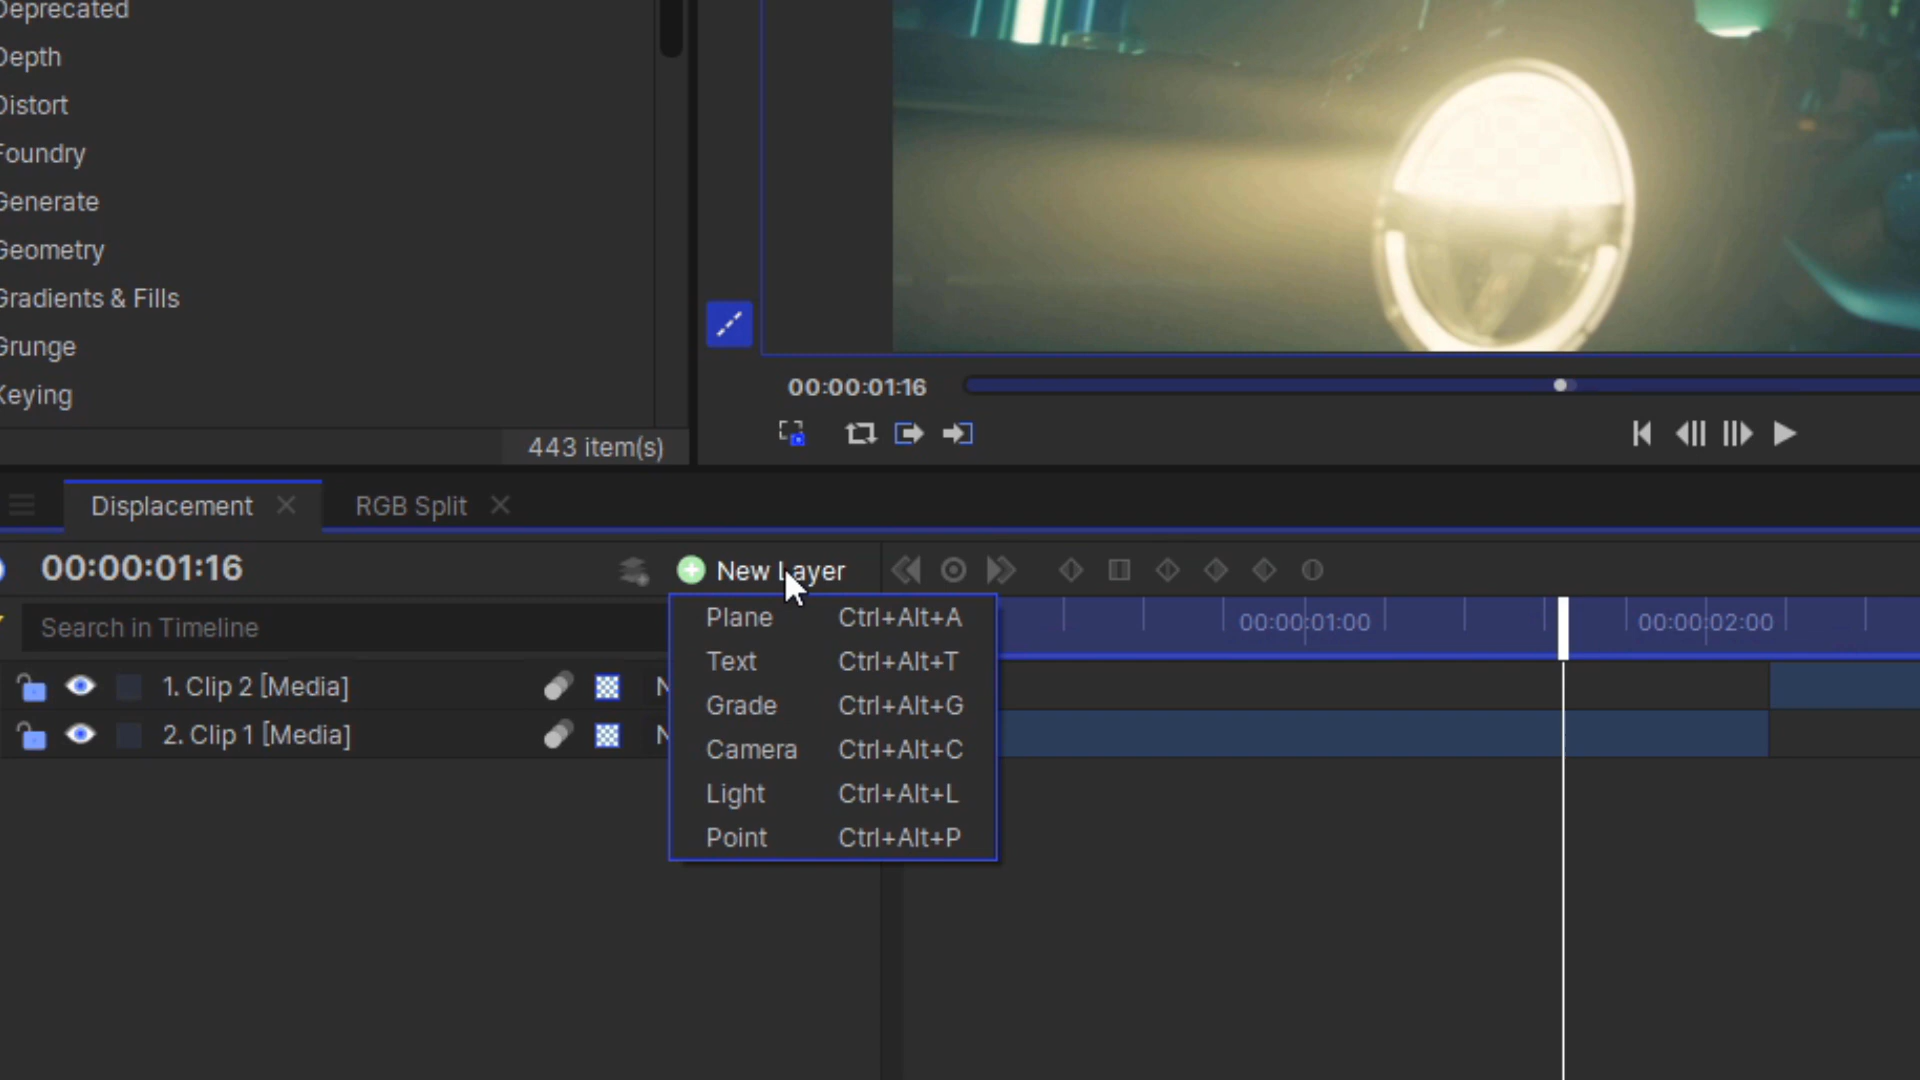 Deprecated
Depth
Distort
Foundry
Generate
Geometry
Gradients & Fills
Grunge
Keying
443 item(s)
00:00:01:16
Displacement
RGB Split
00:00:01:16
New Layer
00:00:01:00
00:00:02:00
Search in Timeline
Plane Ctrl+Alt+A
Text Ctrl+Alt+T
Grade Ctrl+Alt+G
Camera Ctrl+Alt+C
Light Ctrl+Alt+L
Point Ctrl+Alt+P
1. Clip 2 [Media]
2. Clip 1 [Media]